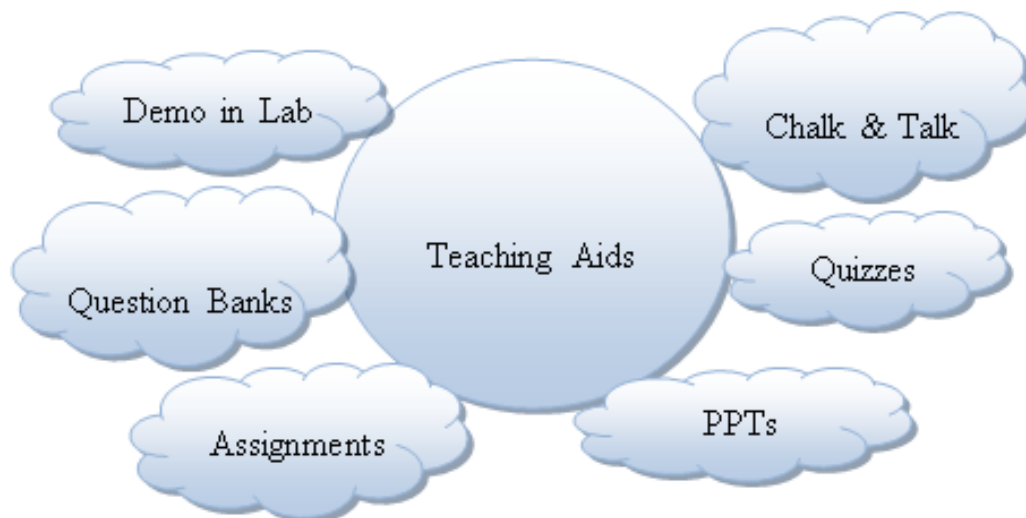 Demo in Lab
Chalk & Talk
Teaching Aids
Quizzes
Question Banks
PPTs
Assignments